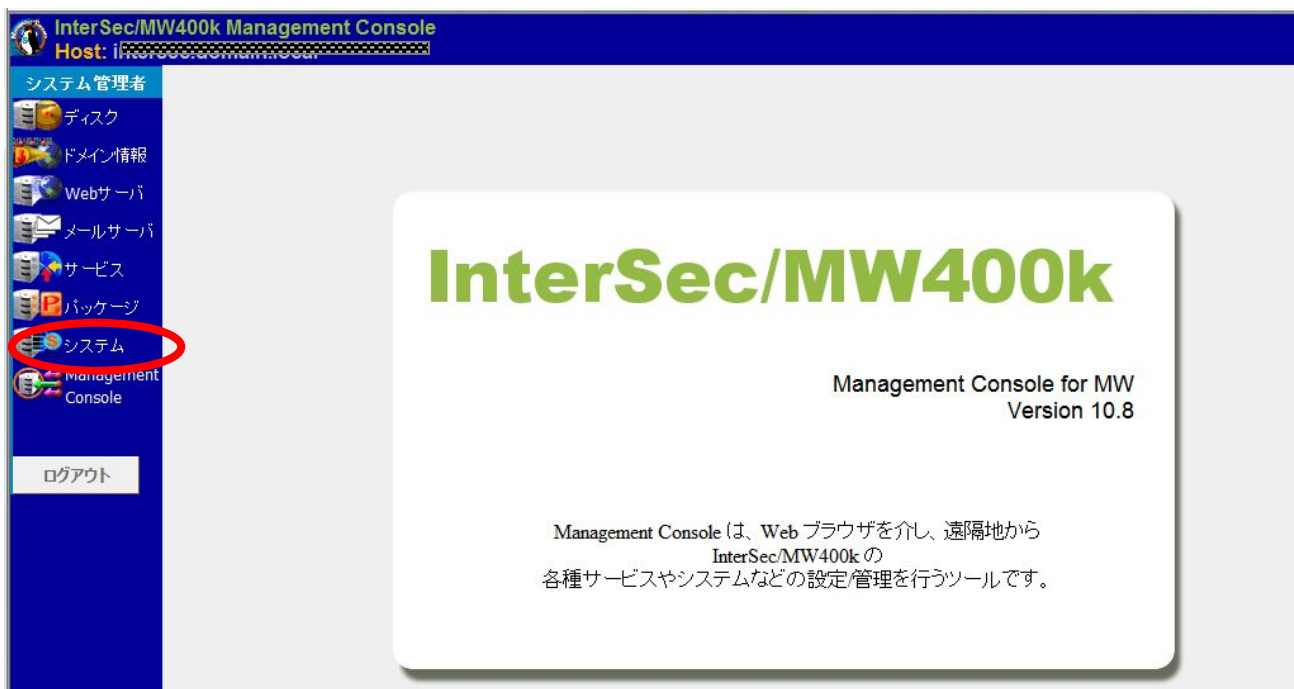 InterSec/MW400k Management Console
Host:
システム管理者
ディスク
ドメイン情報
Webサーバ
メールサーバ
サービス
パッケージ
システム
Management
Console
ログアウト
InterSec/MW400k
Management Console for MW
Version 10.8
Management Console は、Web ブラウザを介し、遠隔地から
InterSec/MW400k の
各種サービスやシステムなどの設定/管理を行うツールです。